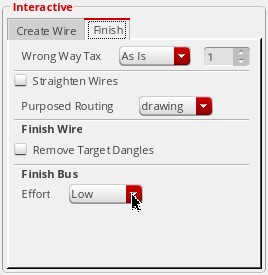 Interactive
Create Wire Finish
Wrong Way Tax As Is 1
Straighten Wires
Purposed Routing drawing
Finish Wire
Remove Target Dangles
Finish Bus
Effort Low